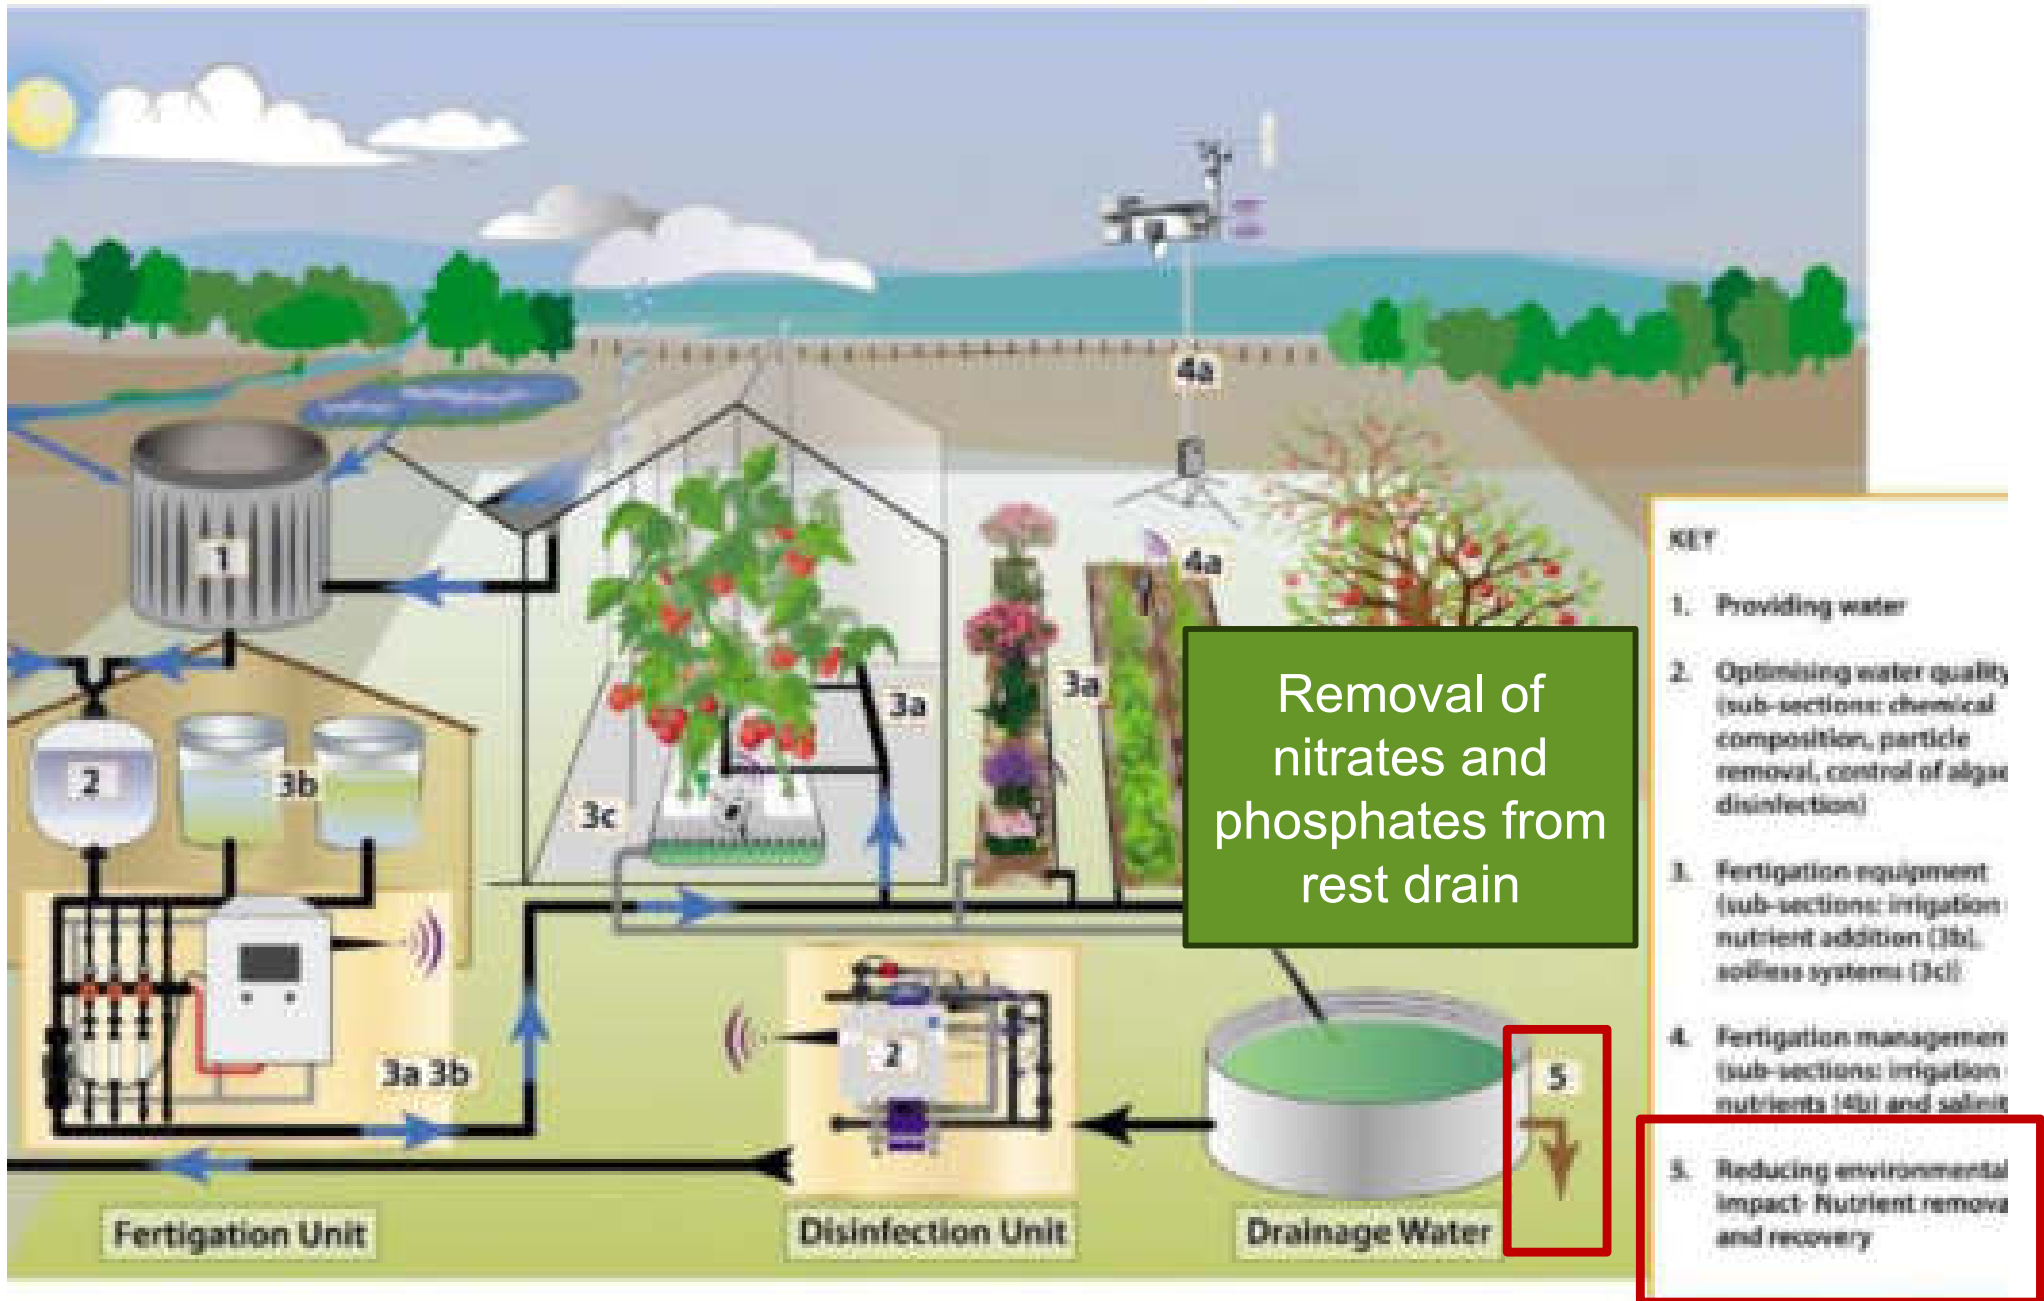 4a
1
4a
3a
3a
2
3b
3c
Removal of
nitrates and
phosphates from
rest drain
3a 3b
2
5
Fertigation Unit
Disinfection Unit
Drainage Water
KEY
1. Providing water
2. Optimising water quality
(sub-sections: chemical
composition, particle
removal, control of algae
disinfection)
3. Fertigation equipment
(sub-sections: irrigation
nutrient addition (3b),
soilless systems (3c))
4. Fertigation managemen
(sub-sections: irrigation
nutrients (4b) and salinit
5. Reducing environmental
impact- Nutrient remova
and recovery